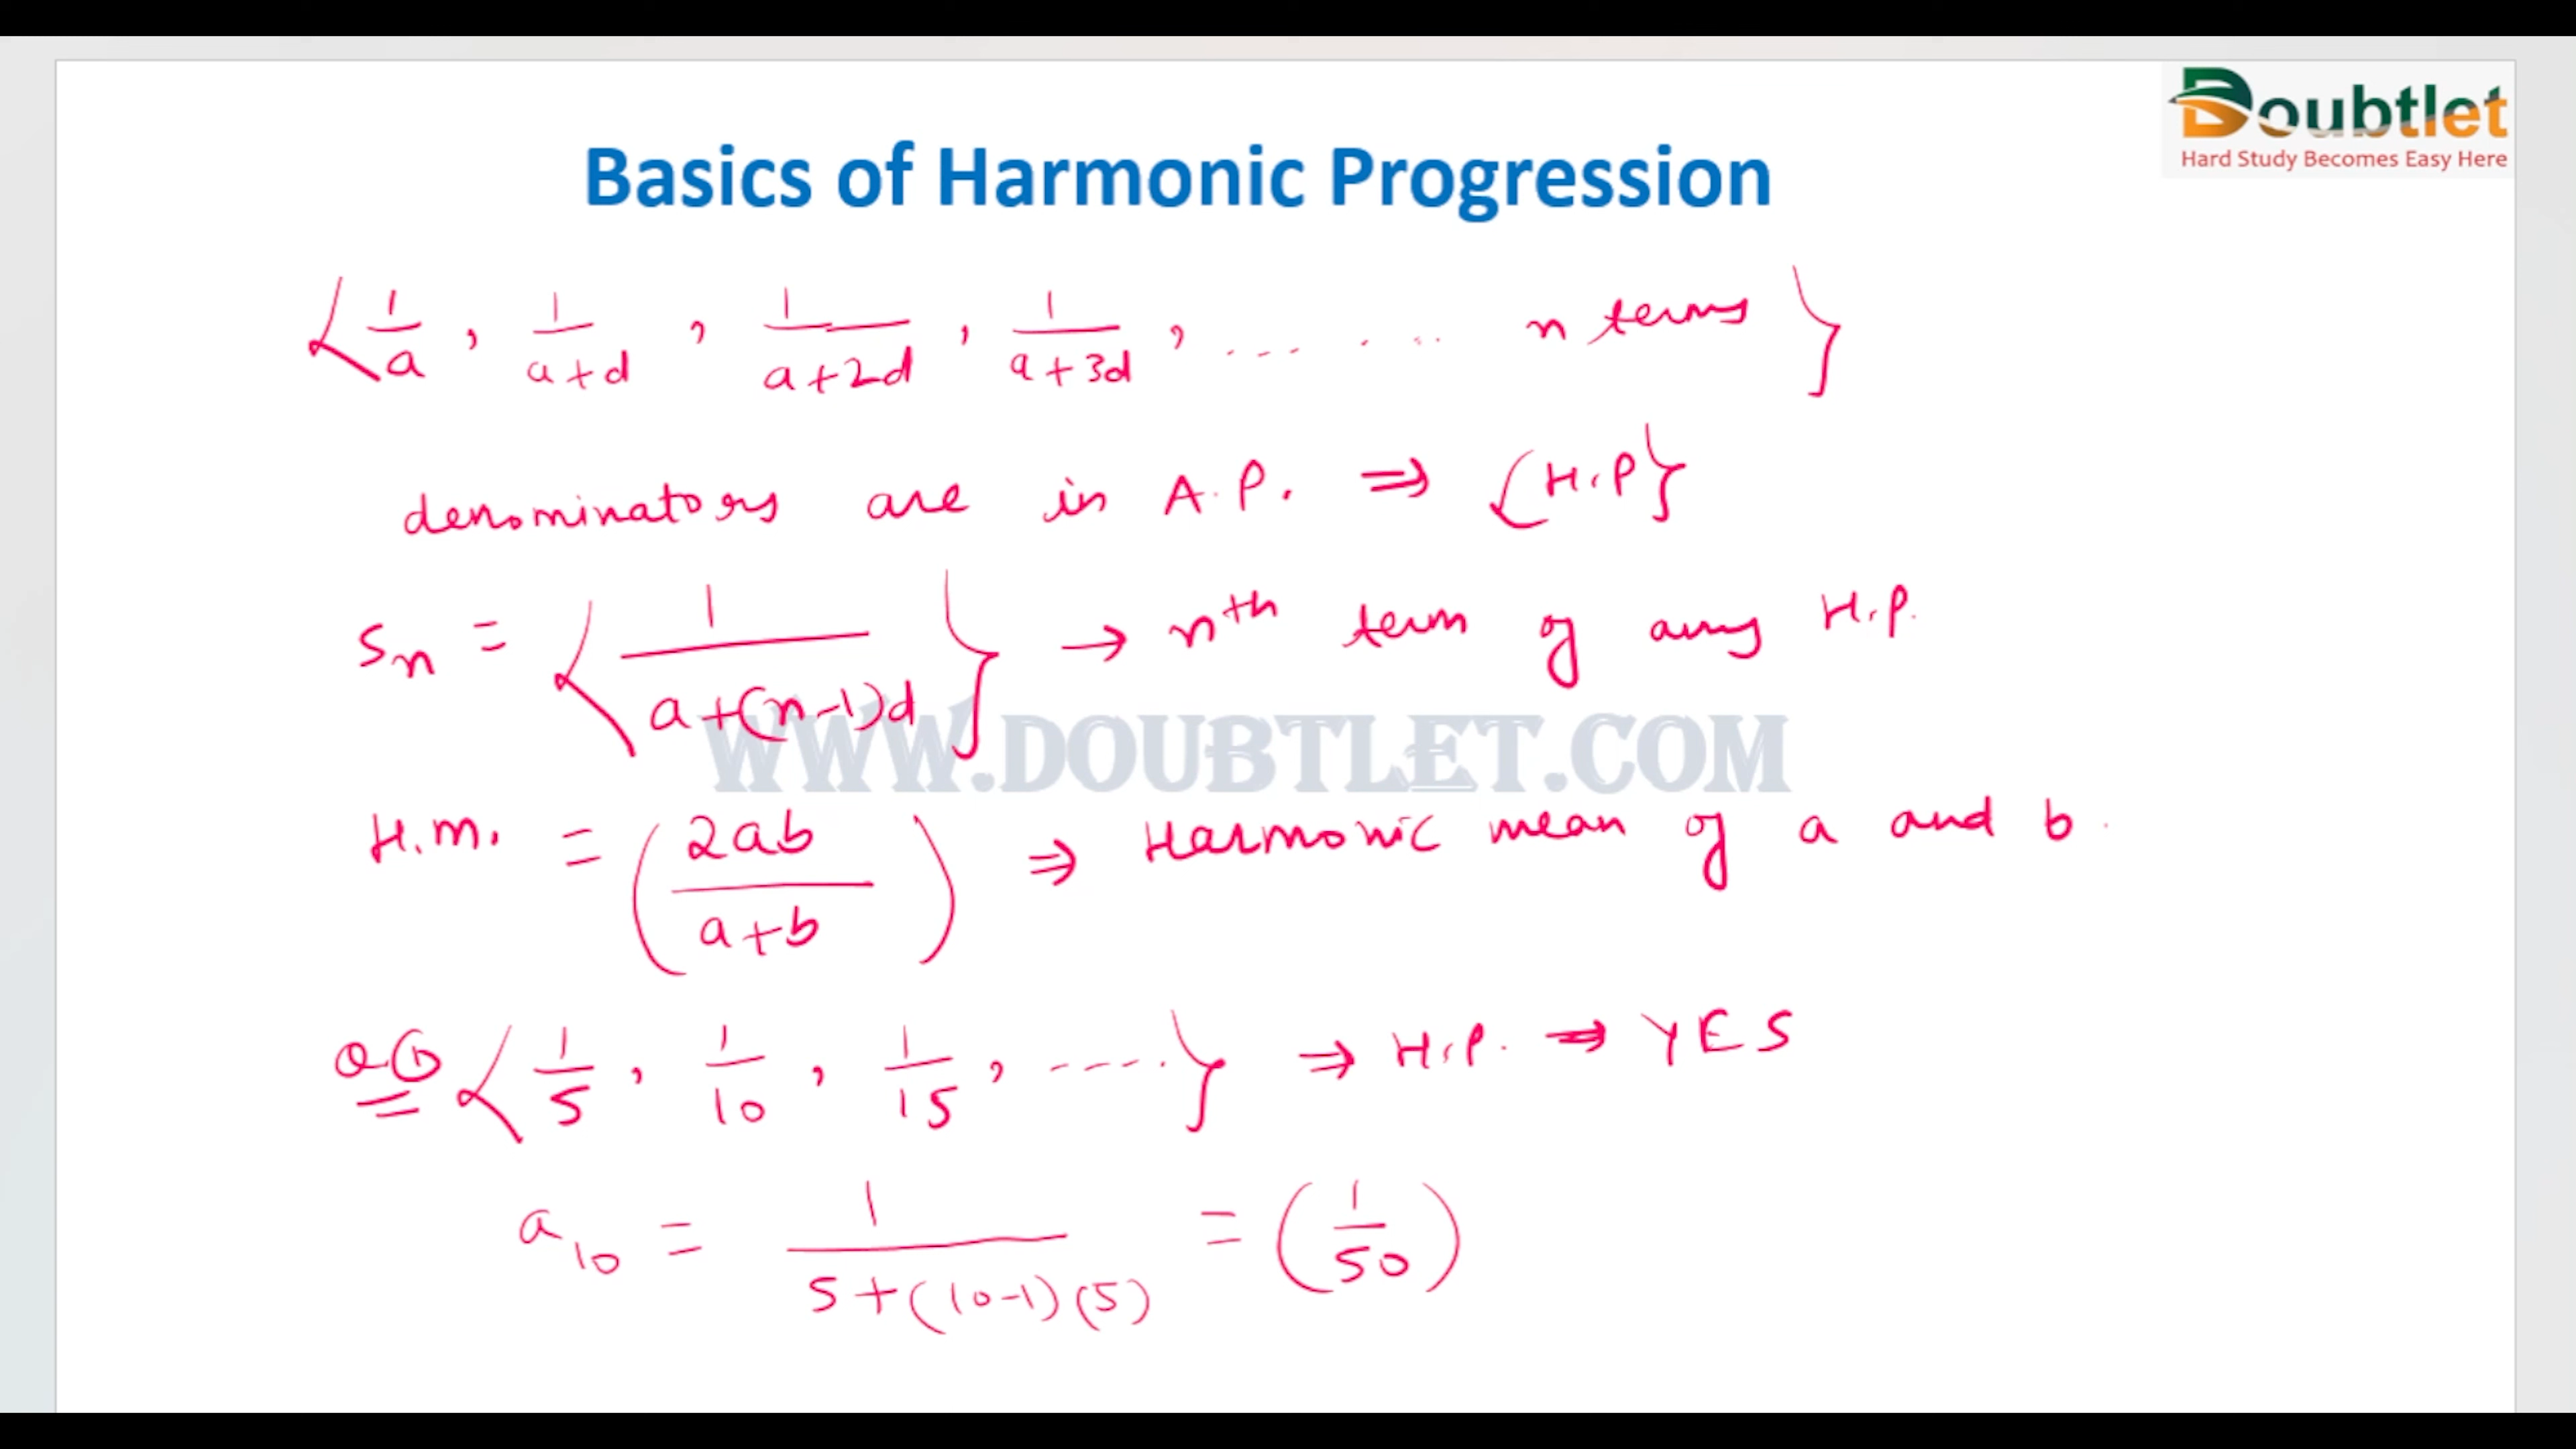 Doubtlet
Hard Study Becomes Easy Here
Basics of Harmonic Progression
{ 1/a , 1/(a+d) , 1/(a+2d) , 1/(a+3d) , ........ n terms }
denominators are in A.P. ⇒ {H.P}
Sn = { 1/(a+(n-1)d) } → nth term of any H.P.
WWW.DOUBTLET.COM
H.M. = ( 2ab/(a+b) ) ⇒ Harmonic mean of a and b.
Q① { 1/5 , 1/10 , 1/15 , ..... } ⇒ H.P. ⇒ YES
a10 = 1/(5+(10-1)(5)) = (1/50)